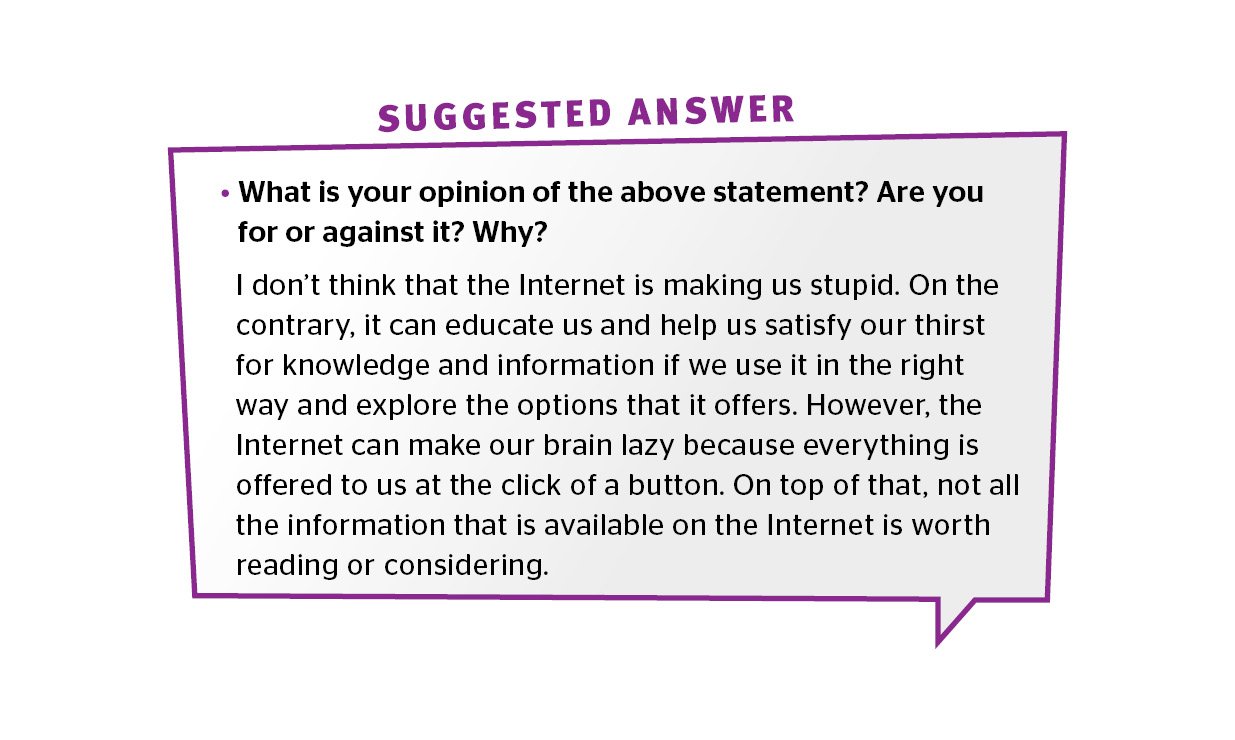 SUGGESTED ANSWER
• What is your opinion of the above statement? Are you
for or against it? Why?
I don’t think that the Internet is making us stupid. On the
contrary, it can educate us and help us satisfy our thirst
for knowledge and information if we use it in the right
way and explore the options that it offers. However, the
Internet can make our brain lazy because everything is
offered to us at the click of a button. On top of that, not all
the information that is available on the Internet is worth
reading or considering.